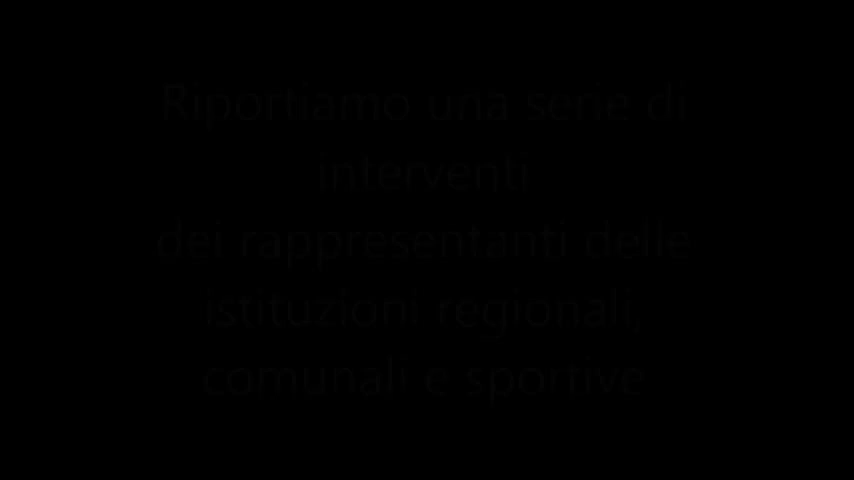 Riportiamo una serie di
interventi
dei rappresentanti delle
istituzioni regionali,
comunali e sportive